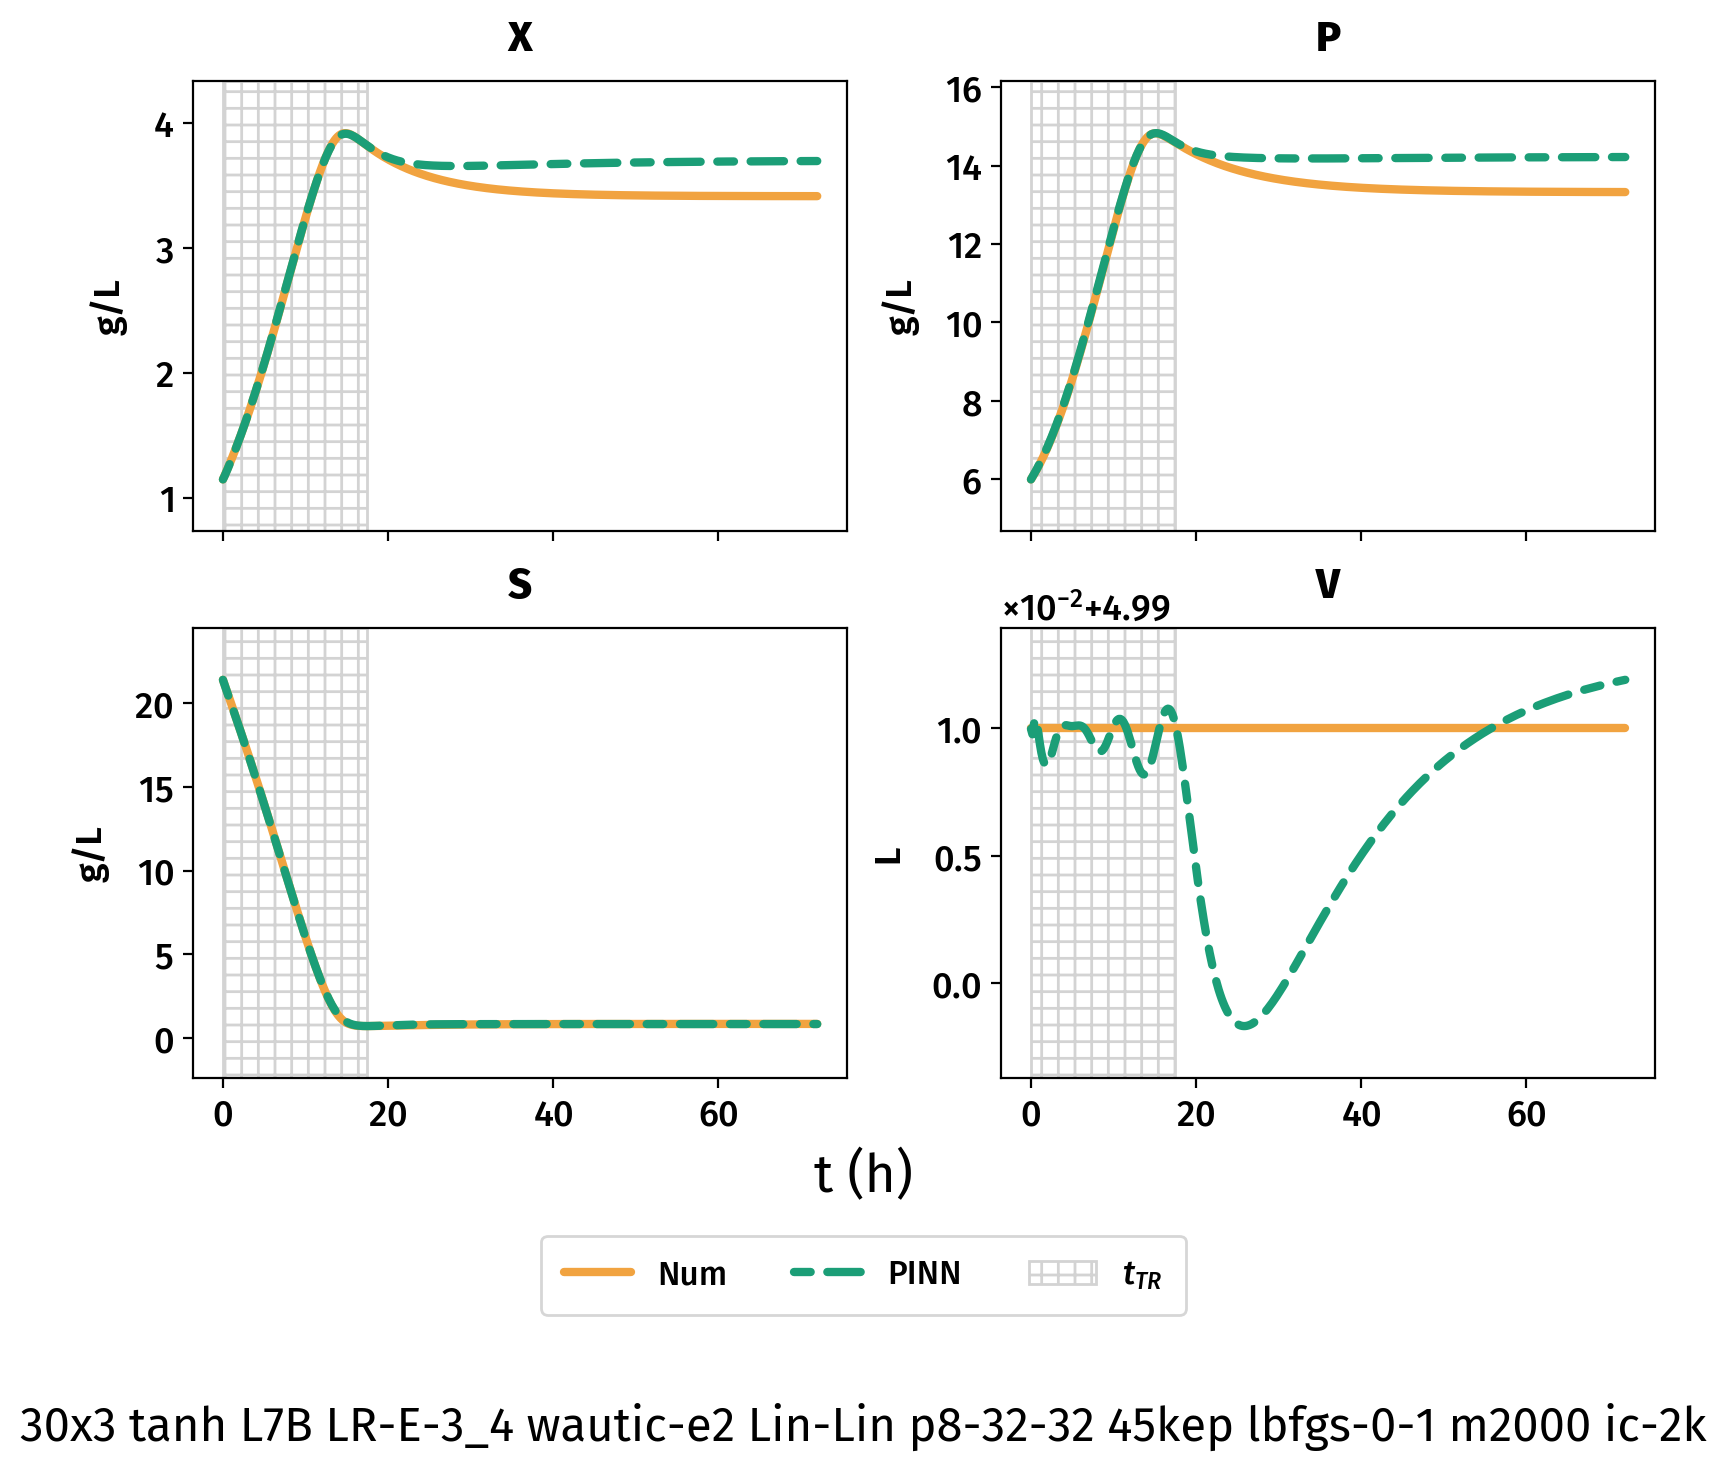 X
4
3
2
1
g/L
P
16
14
12
10
8
6
g/L
S
20
15
10
5
0
g/L
0 20 40 60
V
×10⁻²+4.99
1.0
0.5
0.0
L
0 20 40 60
t (h)
Num PINN t_TR
30x3 tanh L7B LR-E-3_4 wautic-e2 Lin-Lin p8-32-32 45kep lbfgs-0-1 m2000 ic-2k